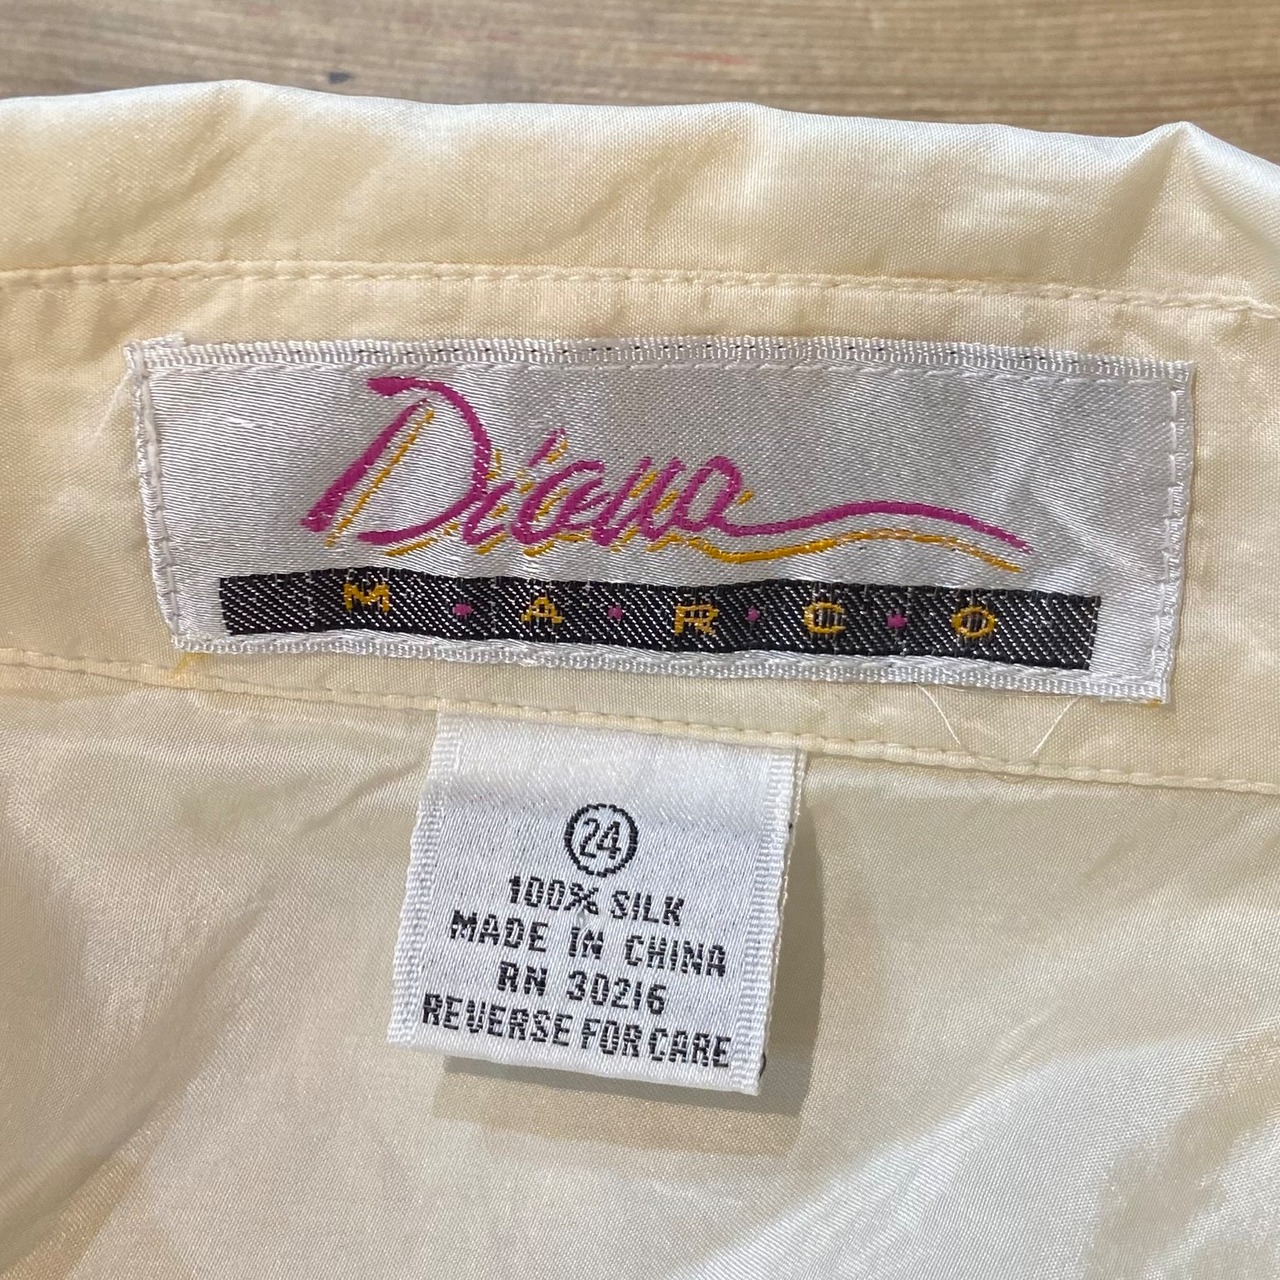 Diana
M·A·R·C·O
24
100% SILK
MADE IN CHINA
RN 30216
REVERSE FOR CARE